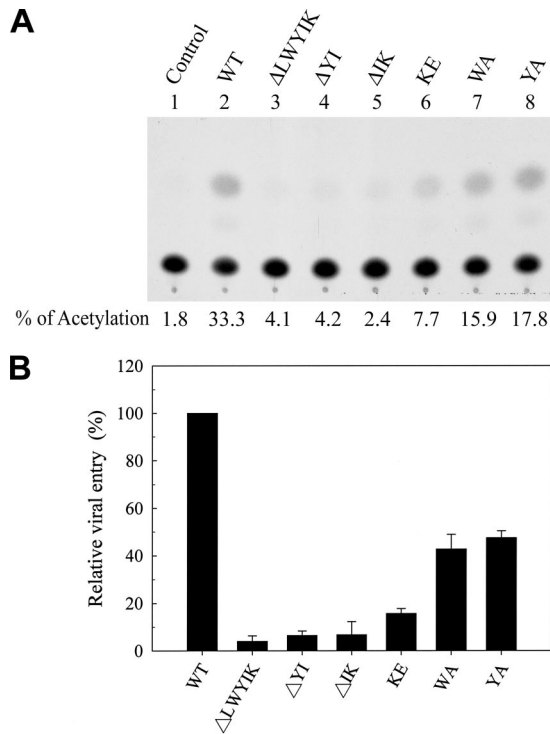 A
Control WT ΔLWYIK ΔYI ΔIK KE WA YA
1 2 3 4 5 6 7 8
% of Acetylation 1.8 33.3 4.1 4.2 2.4 7.7 15.9 17.8
B
Relative viral entry (%)
120
100
80
60
40
20
0
WT △LWYIK △YI △IK KE WA YA